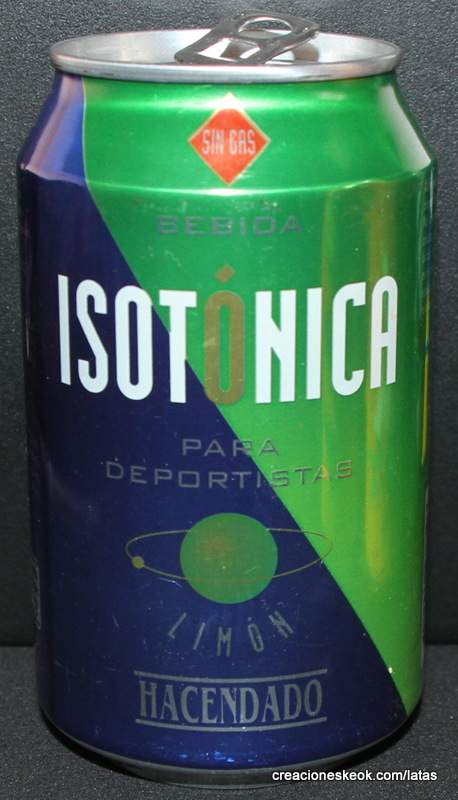 SIN GAS
BEBIDA
ISOTÓNICA
PARA
DEPORTISTAS
LIMÓN
HACENDADO
creacioneskeok.com/latas